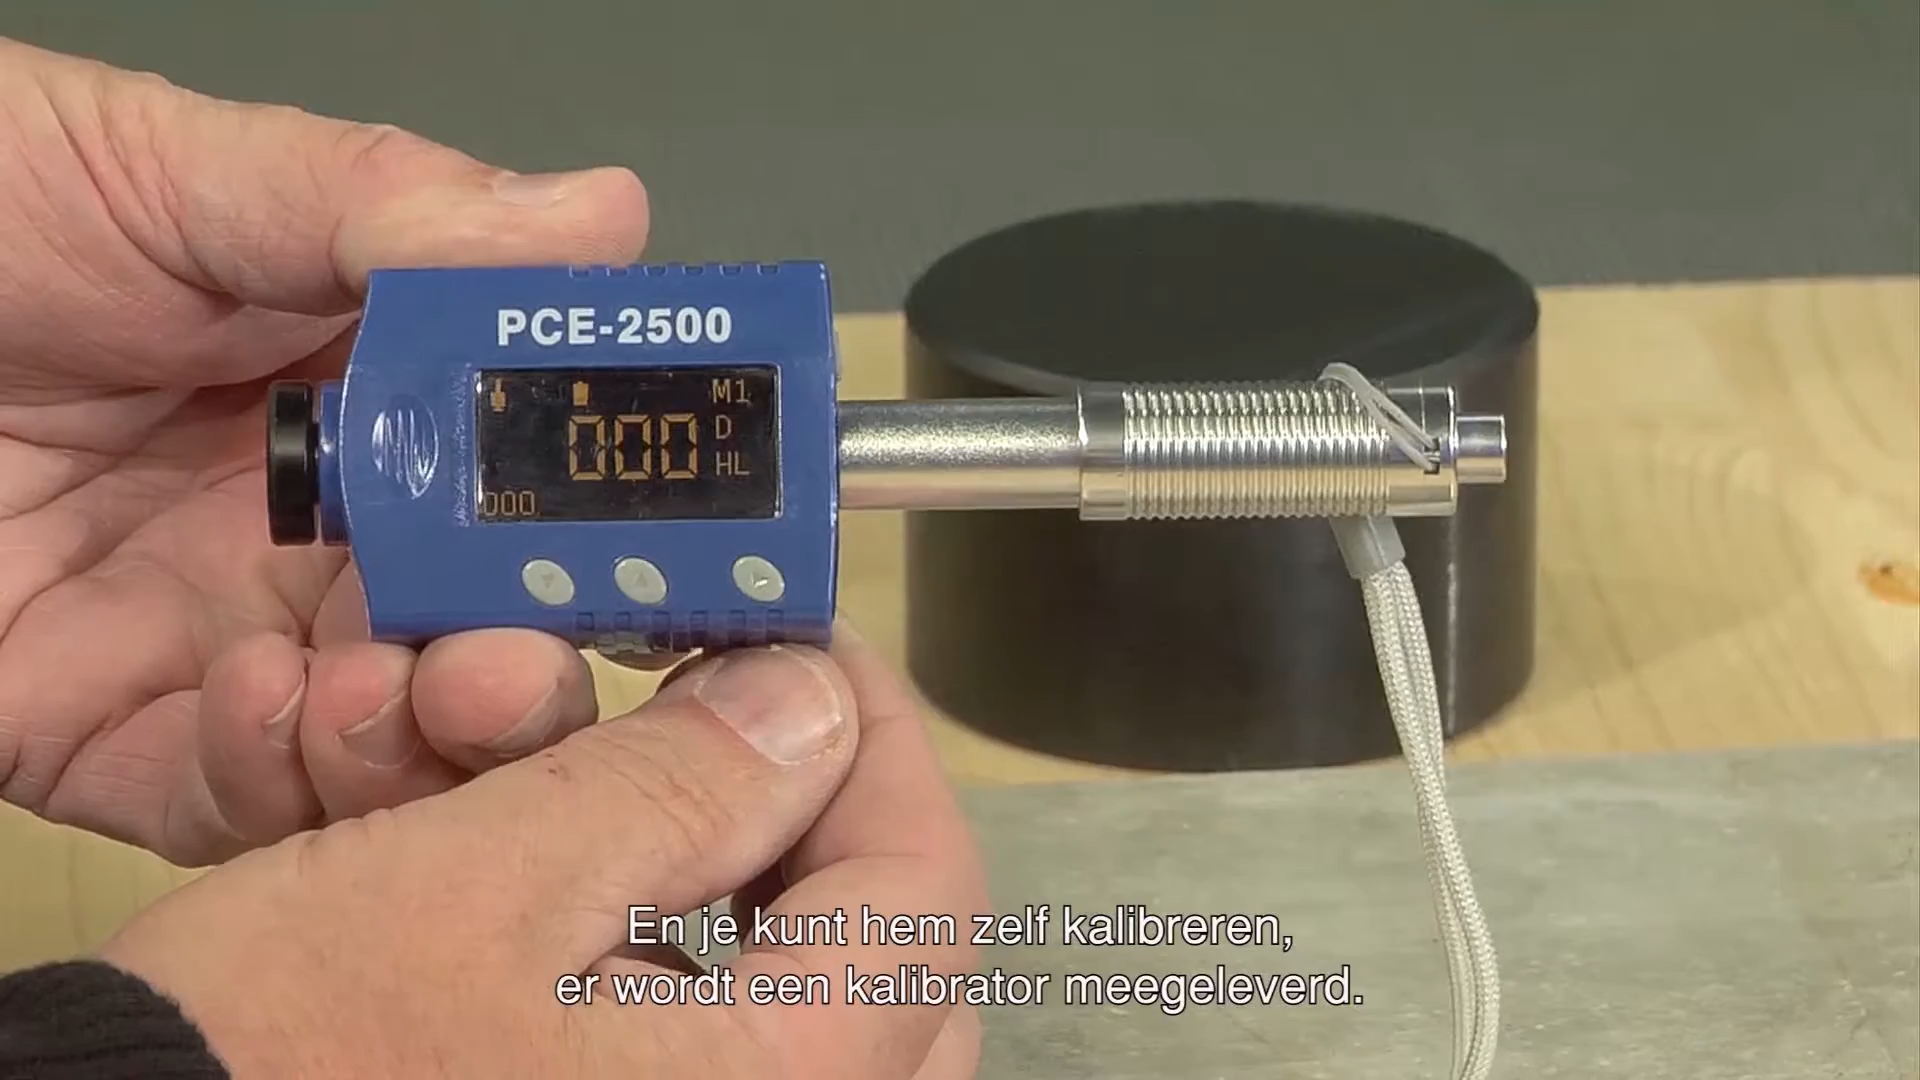 PCE-2500
M1
000 D
HL
000
En je kunt hem zelf kalibreren,
er wordt een kalibrator meegeleverd.